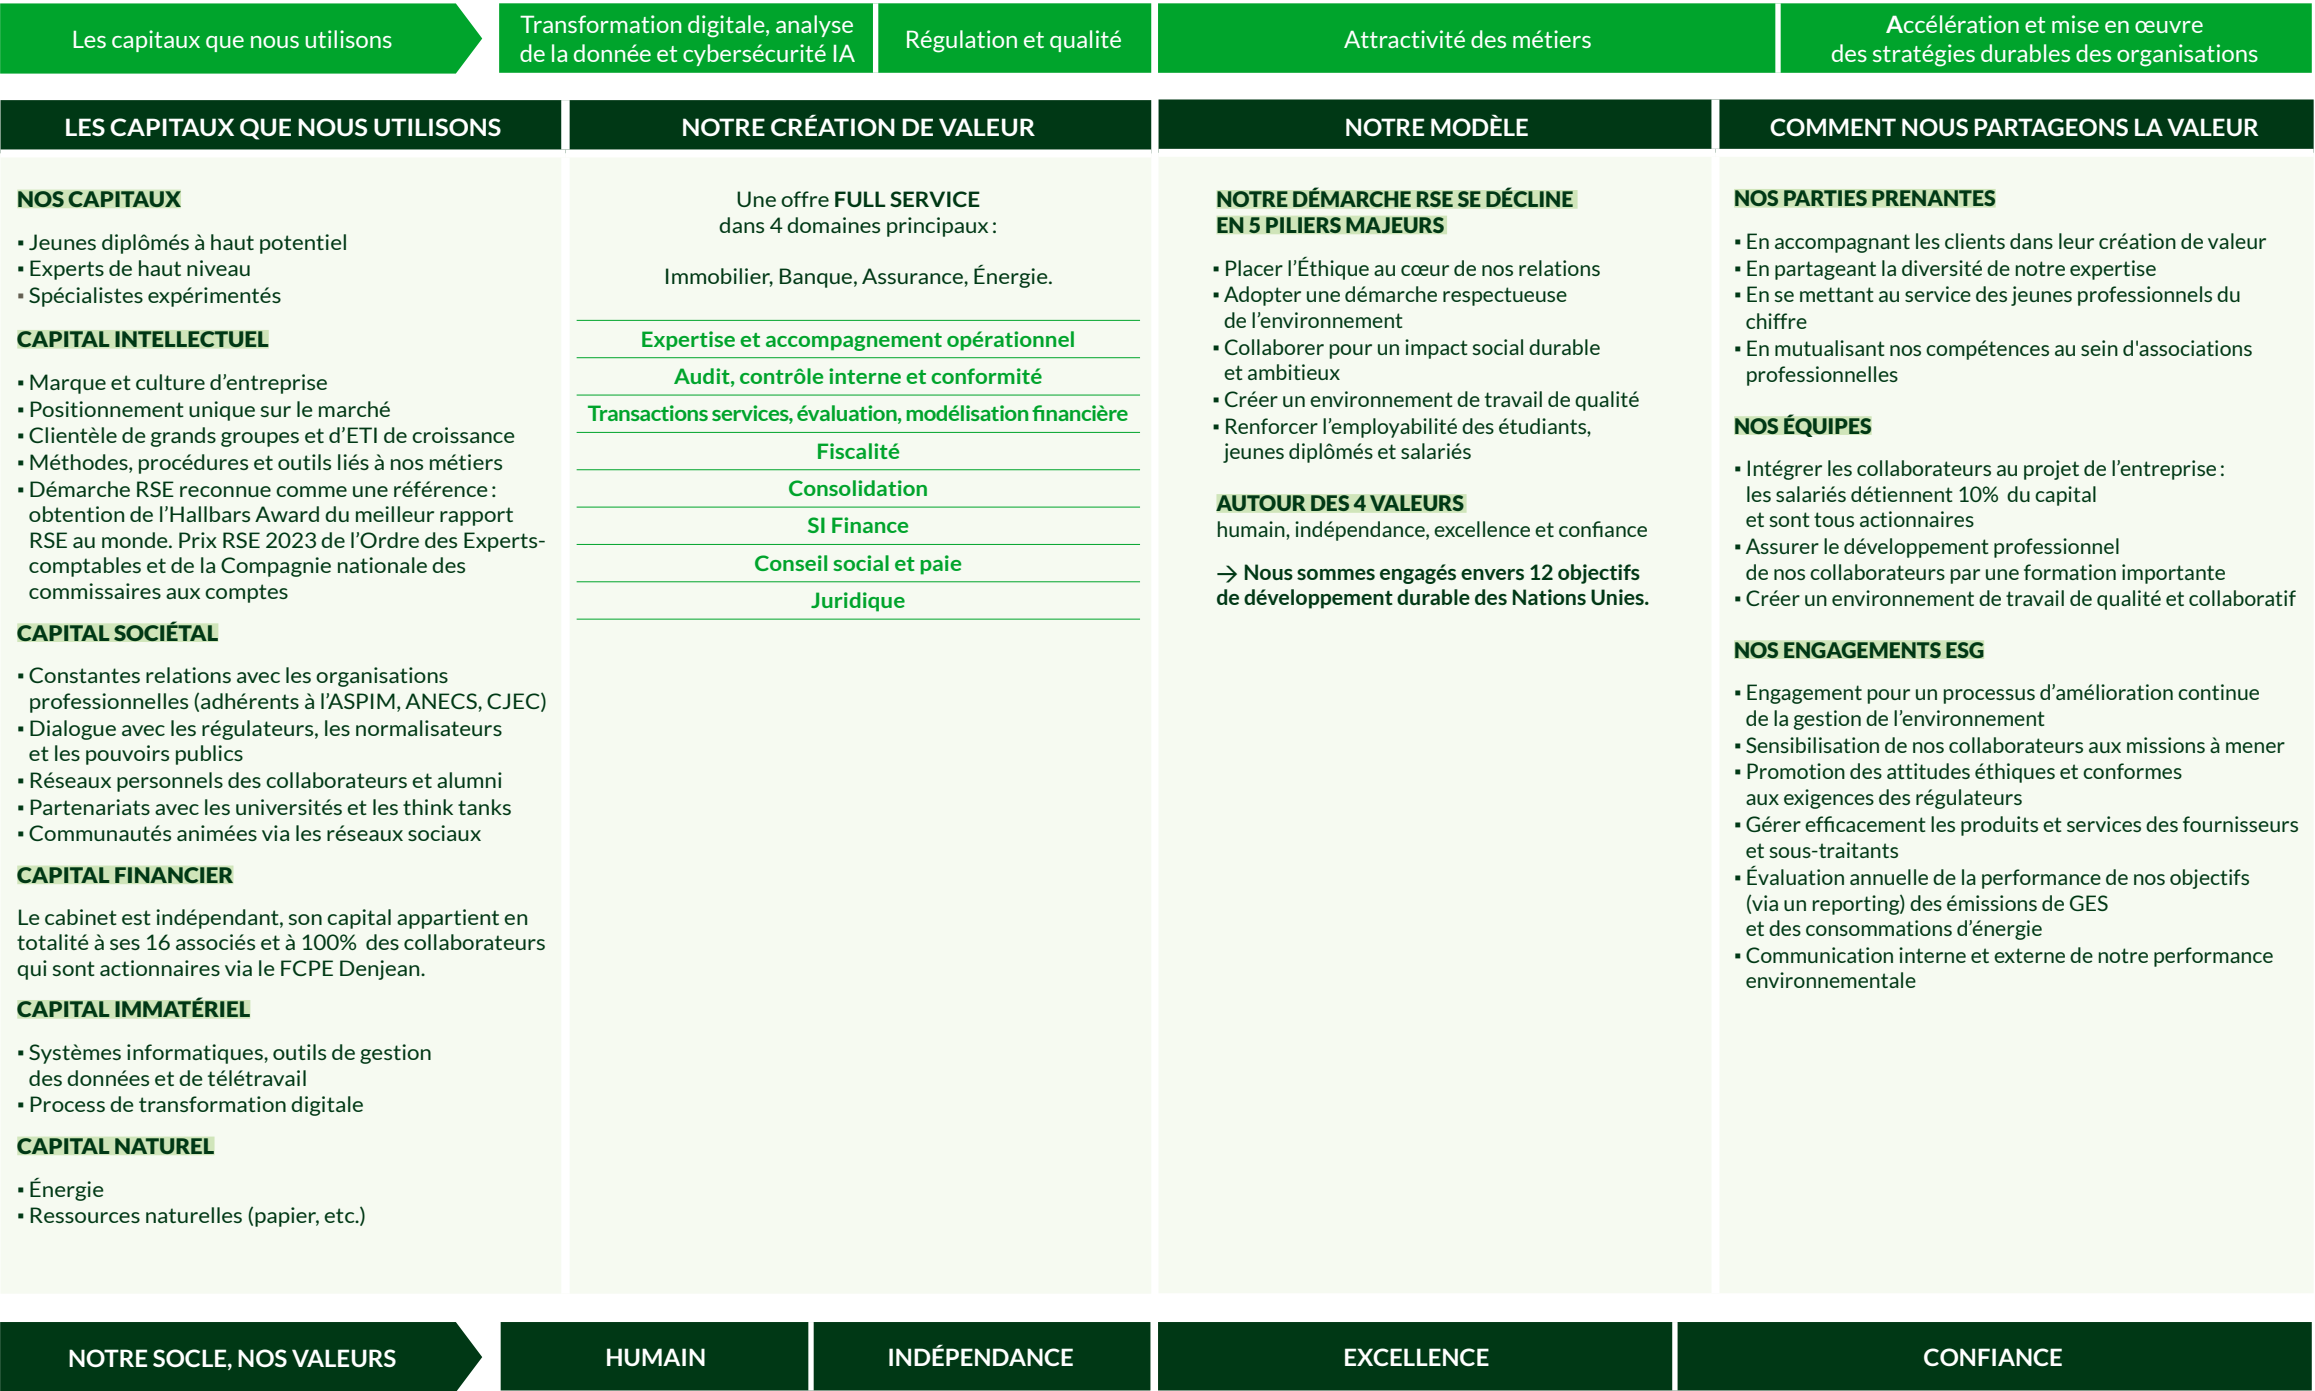 Les capitaux que nous utilisons
Transformation digitale, analyse
de la donnée et cybersécurité IA
Régulation et qualité
Attractivité des métiers
Accélération et mise en œuvre
des stratégies durables des organisations
LES CAPITAUX QUE NOUS UTILISONS
NOS CAPITAUX
▪ Jeunes diplômés à haut potentiel
▪ Experts de haut niveau
▪ Spécialistes expérimentés
CAPITAL INTELLECTUEL
▪ Marque et culture d’entreprise
▪ Positionnement unique sur le marché
▪ Clientèle de grands groupes et d’ETI de croissance
▪ Méthodes, procédures et outils liés à nos métiers
▪ Démarche RSE reconnue comme une référence :
obtention de l’Hallbars Award du meilleur rapport
RSE au monde. Prix RSE 2023 de l’Ordre des Experts-
comptables et de la Compagnie nationale des
commissaires aux comptes
CAPITAL SOCIÉTAL
▪ Constantes relations avec les organisations
professionnelles (adhérents à l’ASPIM, ANECS, CJEC)
▪ Dialogue avec les régulateurs, les normalisateurs
et les pouvoirs publics
▪ Réseaux personnels des collaborateurs et alumni
▪ Partenariats avec les universités et les think tanks
▪ Communautés animées via les réseaux sociaux
CAPITAL FINANCIER
Le cabinet est indépendant, son capital appartient en
totalité à ses 16 associés et à 100% des collaborateurs
qui sont actionnaires via le FCPE Denjean.
CAPITAL IMMATÉRIEL
▪ Systèmes informatiques, outils de gestion
des données et de télétravail
▪ Process de transformation digitale
CAPITAL NATUREL
▪ Énergie
▪ Ressources naturelles (papier, etc.)
NOTRE CRÉATION DE VALEUR
Une offre FULL SERVICE
dans 4 domaines principaux :
Immobilier, Banque, Assurance, Énergie.
Expertise et accompagnement opérationnel
Audit, contrôle interne et conformité
Transactions services, évaluation, modélisation financière
Fiscalité
Consolidation
SI Finance
Conseil social et paie
Juridique
NOTRE MODÈLE
NOTRE DÉMARCHE RSE SE DÉCLINE
EN 5 PILIERS MAJEURS
▪ Placer l’Éthique au cœur de nos relations
▪ Adopter une démarche respectueuse
de l’environnement
▪ Collaborer pour un impact social durable
et ambitieux
▪ Créer un environnement de travail de qualité
▪ Renforcer l’employabilité des étudiants,
jeunes diplômés et salariés
AUTOUR DES 4 VALEURS
humain, indépendance, excellence et confiance
→ Nous sommes engagés envers 12 objectifs
de développement durable des Nations Unies.
COMMENT NOUS PARTAGEONS LA VALEUR
NOS PARTIES PRENANTES
▪ En accompagnant les clients dans leur création de valeur
▪ En partageant la diversité de notre expertise
▪ En se mettant au service des jeunes professionnels du
chiffre
▪ En mutualisant nos compétences au sein d'associations
professionnelles
NOS ÉQUIPES
▪ Intégrer les collaborateurs au projet de l’entreprise :
les salariés détiennent 10% du capital
et sont tous actionnaires
▪ Assurer le développement professionnel
de nos collaborateurs par une formation importante
▪ Créer un environnement de travail de qualité et collaboratif
NOS ENGAGEMENTS ESG
▪ Engagement pour un processus d’amélioration continue
de la gestion de l’environnement
▪ Sensibilisation de nos collaborateurs aux missions à mener
▪ Promotion des attitudes éthiques et conformes
aux exigences des régulateurs
▪ Gérer efficacement les produits et services des fournisseurs
et sous-traitants
▪ Évaluation annuelle de la performance de nos objectifs
(via un reporting) des émissions de GES
et des consommations d’énergie
▪ Communication interne et externe de notre performance
environnementale
NOTRE SOCLE, NOS VALEURS
HUMAIN
INDÉPENDANCE
EXCELLENCE
CONFIANCE